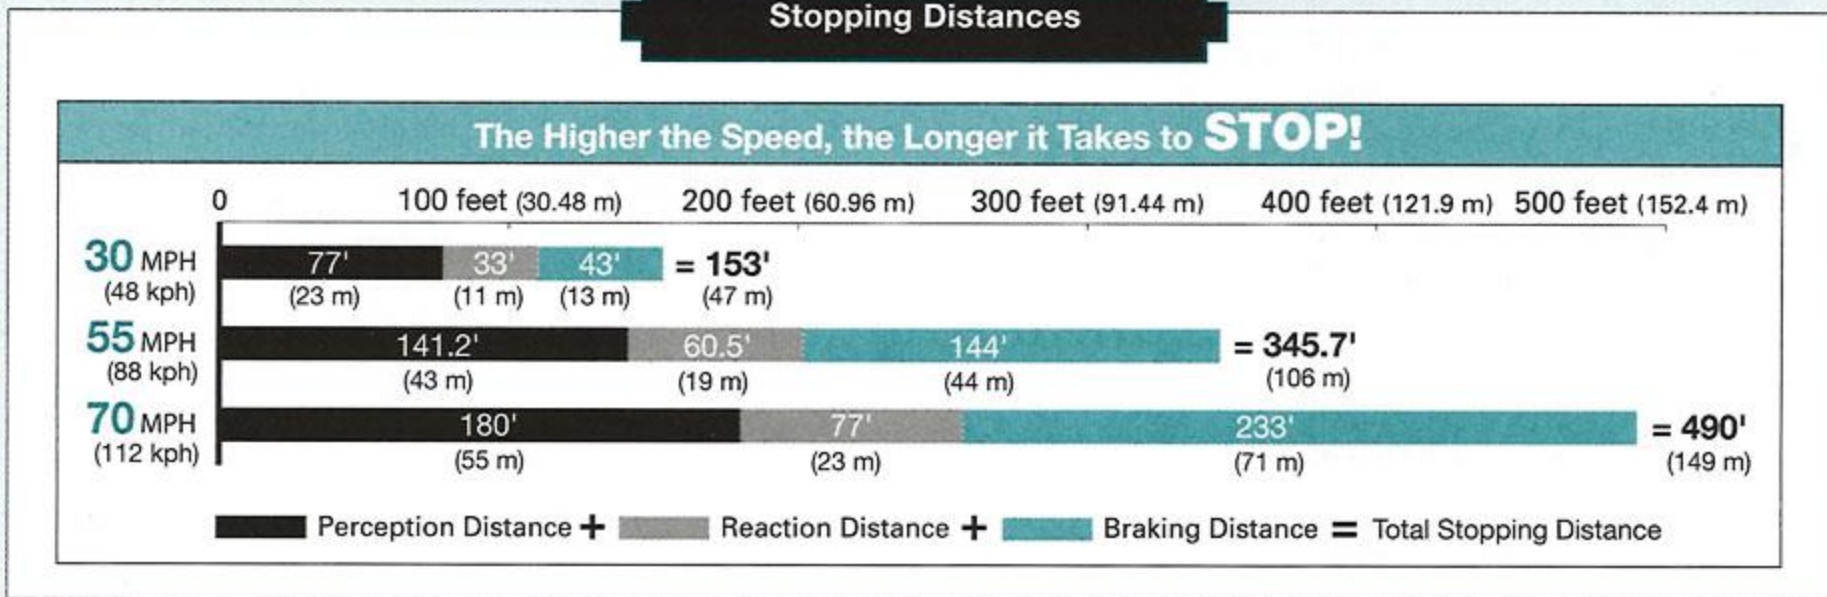 Stopping Distances
The Higher the Speed, the Longer it Takes to STOP!
0 100 feet (30.48 m) 200 feet (60.96 m) 300 feet (91.44 m) 400 feet (121.9 m) 500 feet (152.4 m)
30 MPH 77' 33' 43' = 153'
(48 kph) (23 m) (11 m) (13 m) (47 m)
55 MPH 141.2' 60.5' 144' = 345.7'
(88 kph) (43 m) (19 m) (44 m) (106 m)
70 MPH 180' 77' 233' = 490'
(112 kph) (55 m) (23 m) (71 m) (149 m)
Perception Distance + Reaction Distance + Braking Distance = Total Stopping Distance